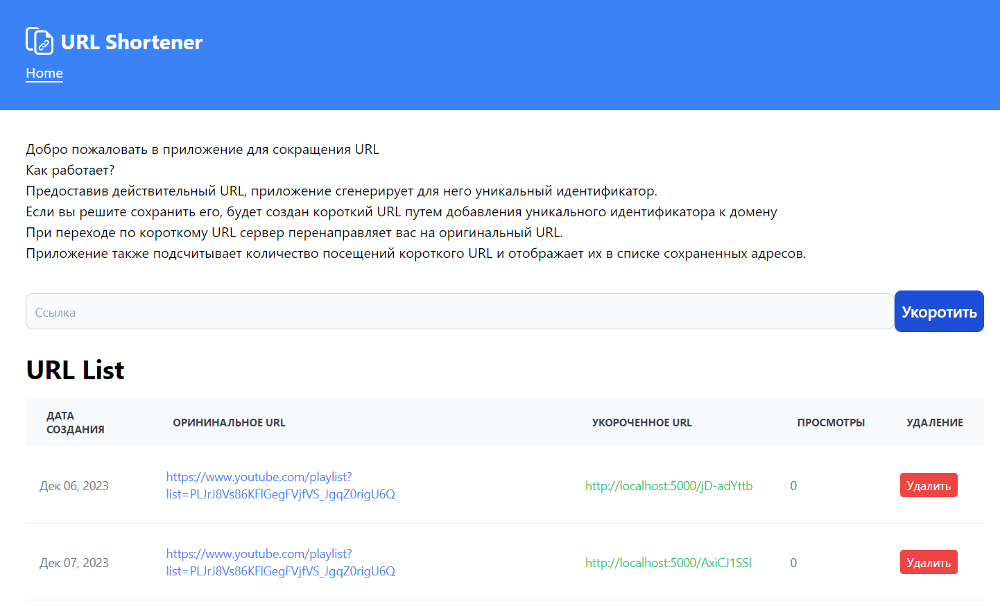 URL Shortener
Home
Добро пожаловать в приложение для сокращения URL
Как работает?
Предоставив действительный URL, приложение сгенерирует для него уникальный идентификатор.
Если вы решите сохранить его, будет создан короткий URL путем добавления уникального идентификатора к домену
При переходе по короткому URL сервер перенаправляет вас на оригинальный URL.
Приложение также подсчитывает количество посещений короткого URL и отображает их в списке сохраненных адресов.
Ссылка
Укоротить
URL List
ДАТА
СОЗДАНИЯ
ОРИНИНАЛЬНОЕ URL
УКОРОЧЕННОЕ URL
ПРОСМОТРЫ
УДАЛЕНИЕ
Дек 06, 2023
https://www.youtube.com/playlist?
list=PLJrJ8Vs86KFlGegFVjfVS_JgqZ0rigU6Q
http://localhost:5000/jD-adYttb
0
Удалить
Дек 07, 2023
https://www.youtube.com/playlist?
list=PLJrJ8Vs86KFlGegFVjfVS_JgqZ0rigU6Q
http://localhost:5000/AxiCJ1SSl
0
Удалить